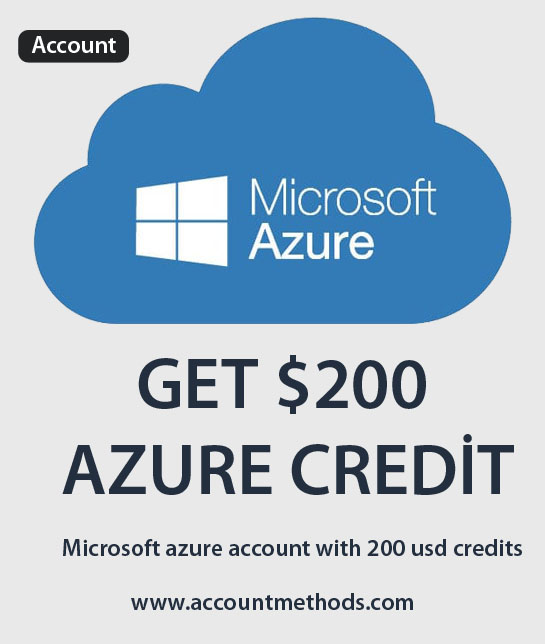 Account
Microsoft
Azure
GET $200
AZURE CREDİT
Microsoft azure account with 200 usd credits
www.accountmethods.com